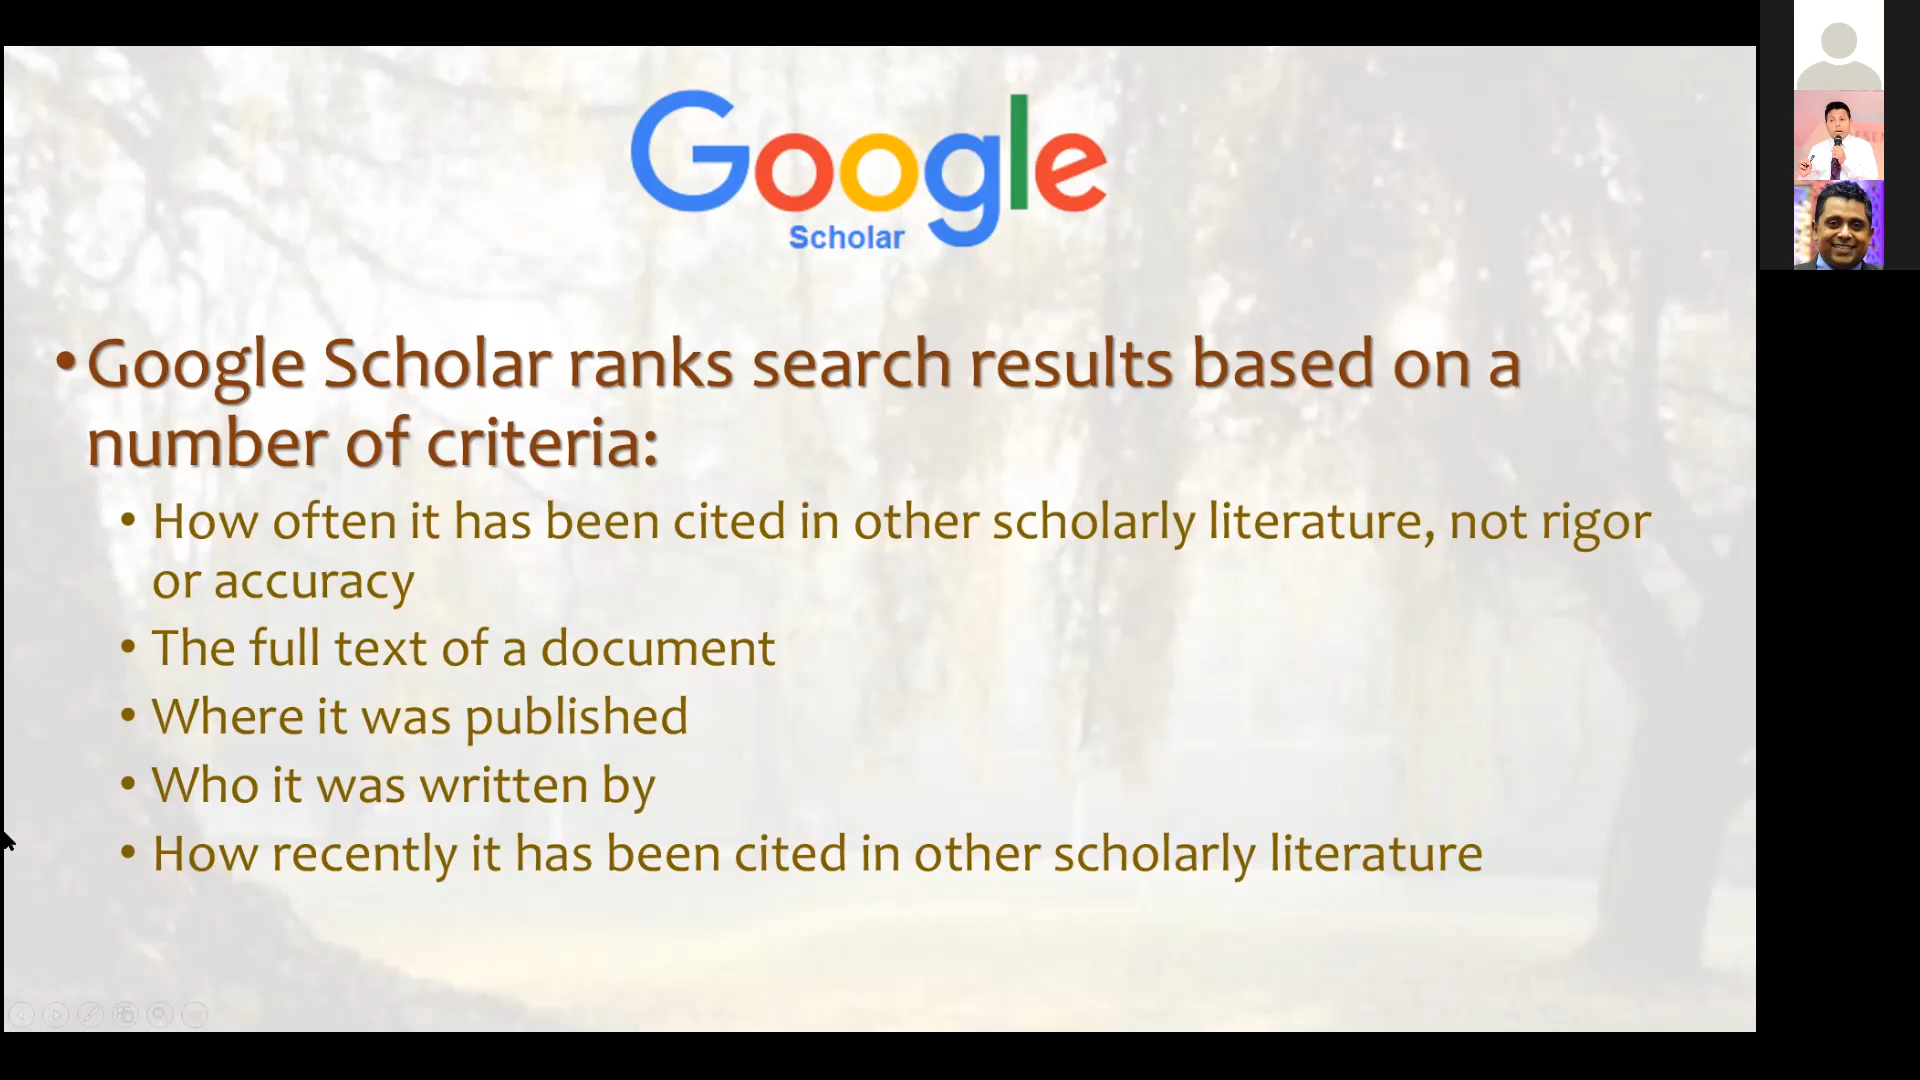 Google
Scholar
•Google Scholar ranks search results based on a
number of criteria:
• How often it has been cited in other scholarly literature, not rigor
or accuracy
• The full text of a document
• Where it was published
• Who it was written by
• How recently it has been cited in other scholarly literature